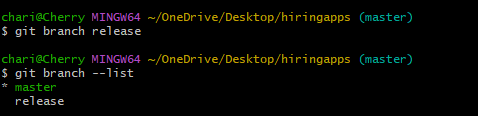 chari@Cherry MINGW64 ~/OneDrive/Desktop/hiringapps (master)
$ git branch release
chari@Cherry MINGW64 ~/OneDrive/Desktop/hiringapps (master)
$ git branch --list
* master
release